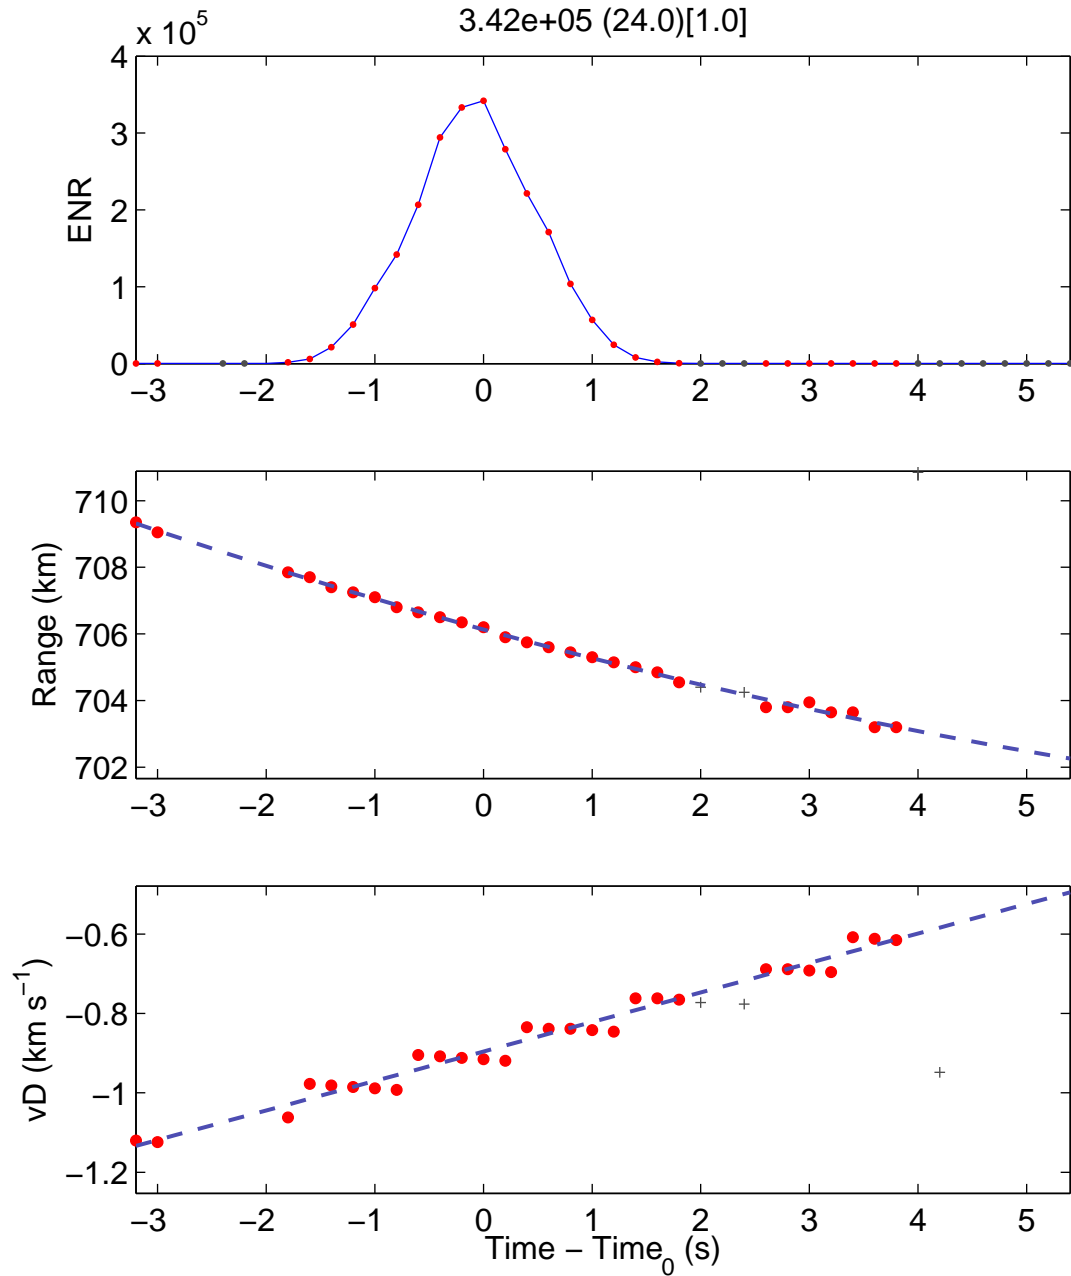 3.42e+05 (24.0)[1.0]
x 10⁵
4
3
2
1
0
ENR
−3 −2 −1 0 1 2 3 4 5
710
708
706
704
702
Range (km)
−3 −2 −1 0 1 2 3 4 5
−0.6
−0.8
−1
−1.2
vD (km s⁻¹)
−3 −2 −1 0 1 2 3 4 5
Time − Time₀ (s)